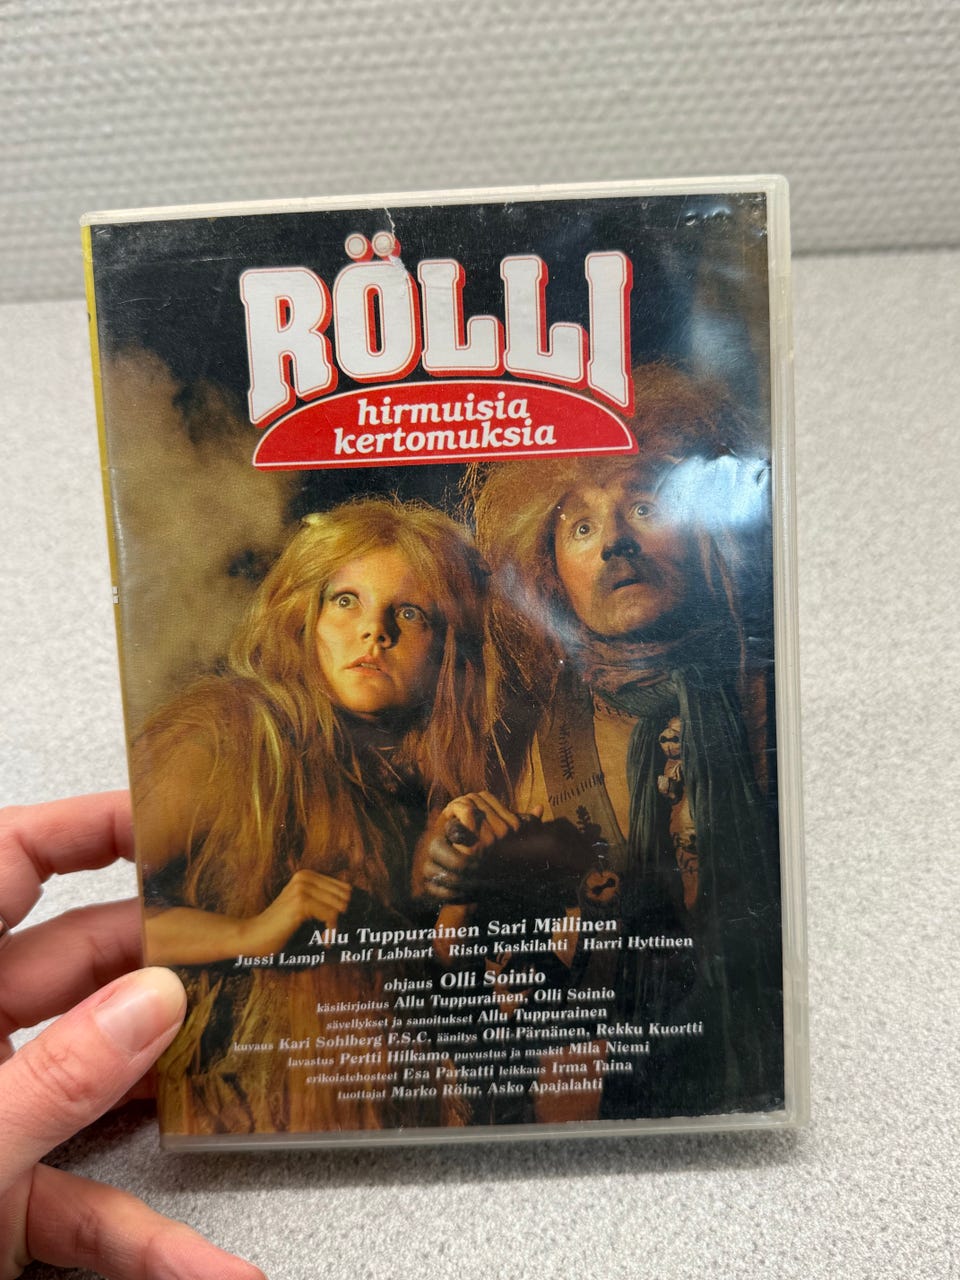 RÖLLI
hirmuisia
kertomuksia
Allu Tuppurainen Sari Mällinen
Jussi Lampi Rolf Labbart Risto Kaskilahti Harri Hyttinen
ohjaus Olli Soinio
käsikirjoitus Allu Tuppurainen, Olli Soinio
sävellykset ja sanoitukset Allu Tuppurainen
kuvaus Kari Sohlberg F.S.C. äänitys Olli Pärnänen, Rekku Kuortti
lavastus Pertti Hilkamo puvustus ja maskit Mila Niemi
erikoistehosteet Esa Parkatti leikkaus Irma Taina
tuottajat Marko Röhr, Asko Apajalahti